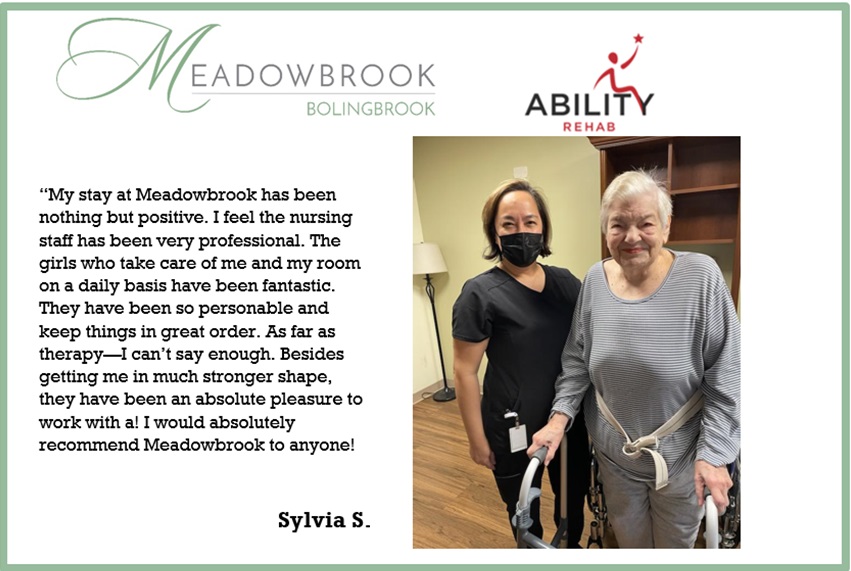 MEADOWBROOK
BOLINGBROOK
ABILITY
REHAB
“My stay at Meadowbrook has been
nothing but positive. I feel the nursing
staff has been very professional. The
girls who take care of me and my room
on a daily basis have been fantastic.
They have been so personable and
keep things in great order. As far as
therapy—I can’t say enough. Besides
getting me in much stronger shape,
they have been an absolute pleasure to
work with a! I would absolutely
recommend Meadowbrook to anyone!
Sylvia S.